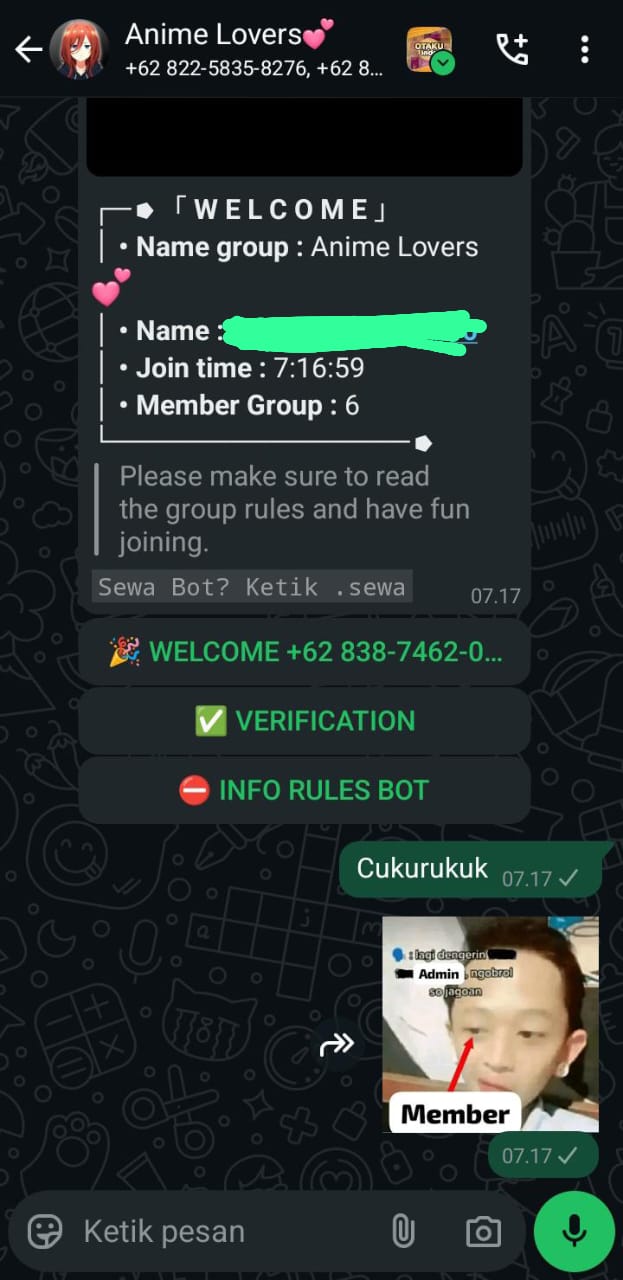 Anime Lovers💕
+62 822-5835-8276, +62 8...
OTAKU
「 W E L C O M E 」
• Name group : Anime Lovers
💕
• Name :
• Join time : 7:16:59
• Member Group : 6
Please make sure to read
the group rules and have fun
joining.
Sewa Bot? Ketik .sewa
07.17
🎉 WELCOME +62 838-7462-0...
✅ VERIFICATION
⛔ INFO RULES BOT
Cukurukuk 07.17
🗣: lagi dengerin
Admin, ngobrol
so jagoan
Member
07.17
Ketik pesan